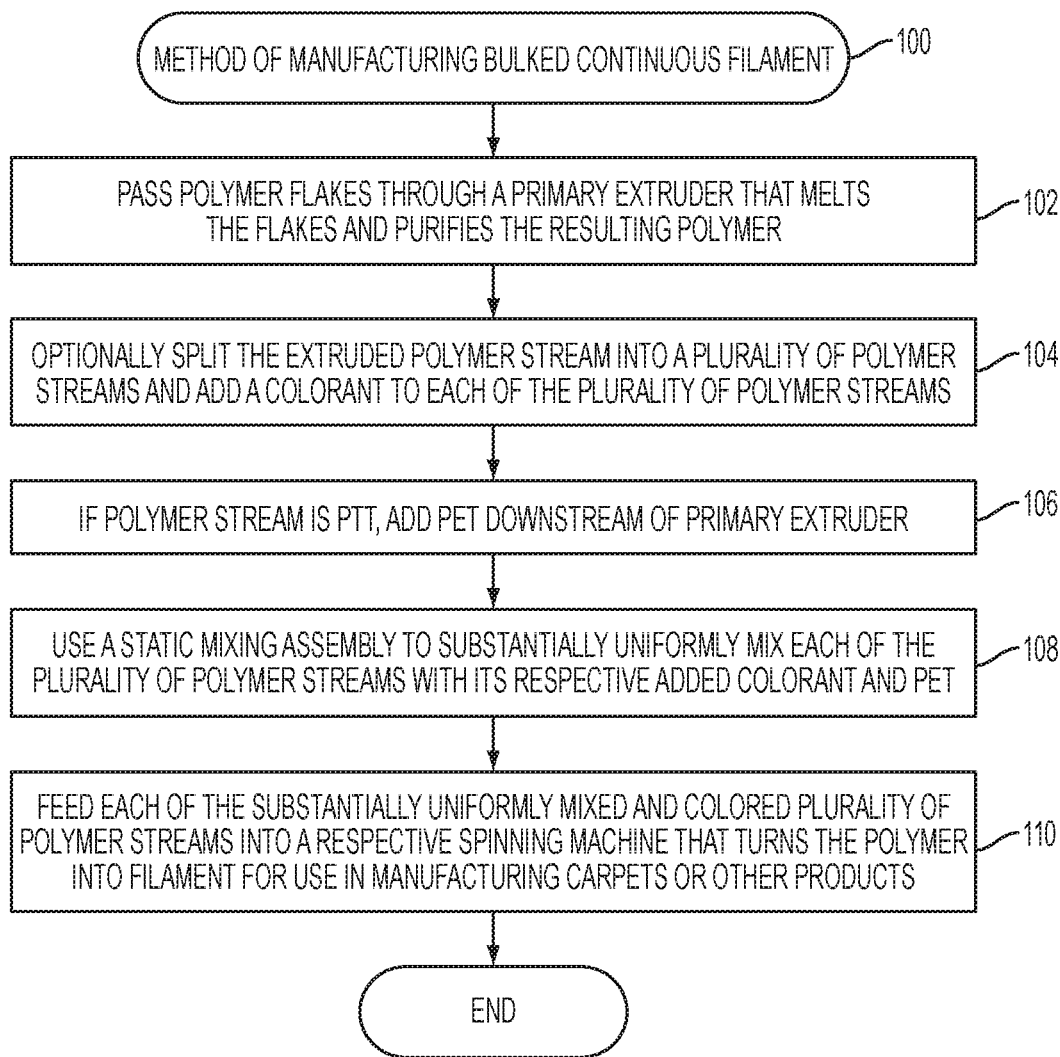 METHOD OF MANUFACTURING BULKED CONTINUOUS FILAMENT
100
PASS POLYMER FLAKES THROUGH A PRIMARY EXTRUDER THAT MELTS
THE FLAKES AND PURIFIES THE RESULTING POLYMER
102
OPTIONALLY SPLIT THE EXTRUDED POLYMER STREAM INTO A PLURALITY OF POLYMER
STREAMS AND ADD A COLORANT TO EACH OF THE PLURALITY OF POLYMER STREAMS
104
IF POLYMER STREAM IS PTT, ADD PET DOWNSTREAM OF PRIMARY EXTRUDER
106
USE A STATIC MIXING ASSEMBLY TO SUBSTANTIALLY UNIFORMLY MIX EACH OF THE
PLURALITY OF POLYMER STREAMS WITH ITS RESPECTIVE ADDED COLORANT AND PET
108
FEED EACH OF THE SUBSTANTIALLY UNIFORMLY MIXED AND COLORED PLURALITY OF
POLYMER STREAMS INTO A RESPECTIVE SPINNING MACHINE THAT TURNS THE POLYMER
INTO FILAMENT FOR USE IN MANUFACTURING CARPETS OR OTHER PRODUCTS
110
END